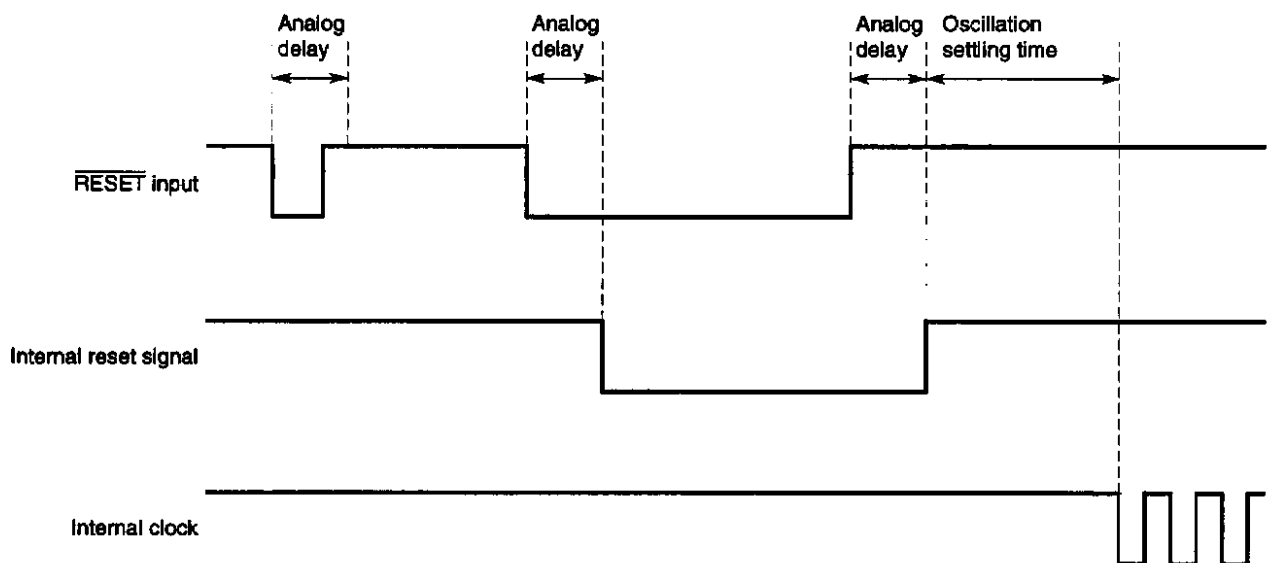 Analog
delay
Analog
delay
Analog
delay
Oscillation
settling time
RESET input
Internal reset signal
Internal clock